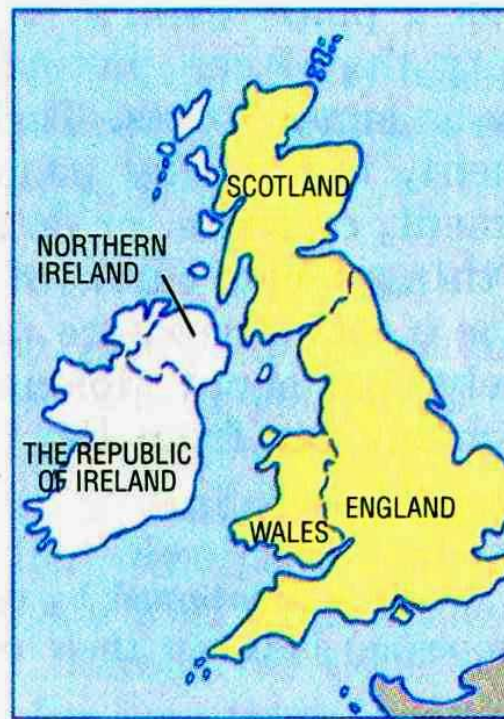 SCOTLAND
NORTHERN
IRELAND
THE REPUBLIC
OF IRELAND
WALES
ENGLAND